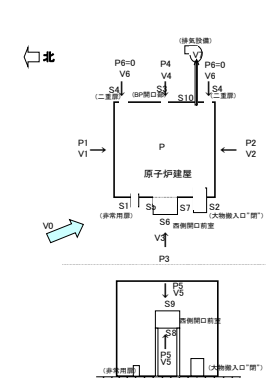 (排気設備)
北
V7
P6=0
V6
P4
V4
P6=0
V6
S4
(二重扉)
S3
(BP開口部)
S10
S4
(二重扉)
P1
V1
P
P2
V2
原子炉建屋
S1
(非常用扉)
S5
S7
S2
(大物搬入口"閉")
S6
西側開口前室
V0
V3
P3
P5
V5
S9
西側開口前室
S8
P5
V5
(非常用扉)
(大物搬入口"閉")